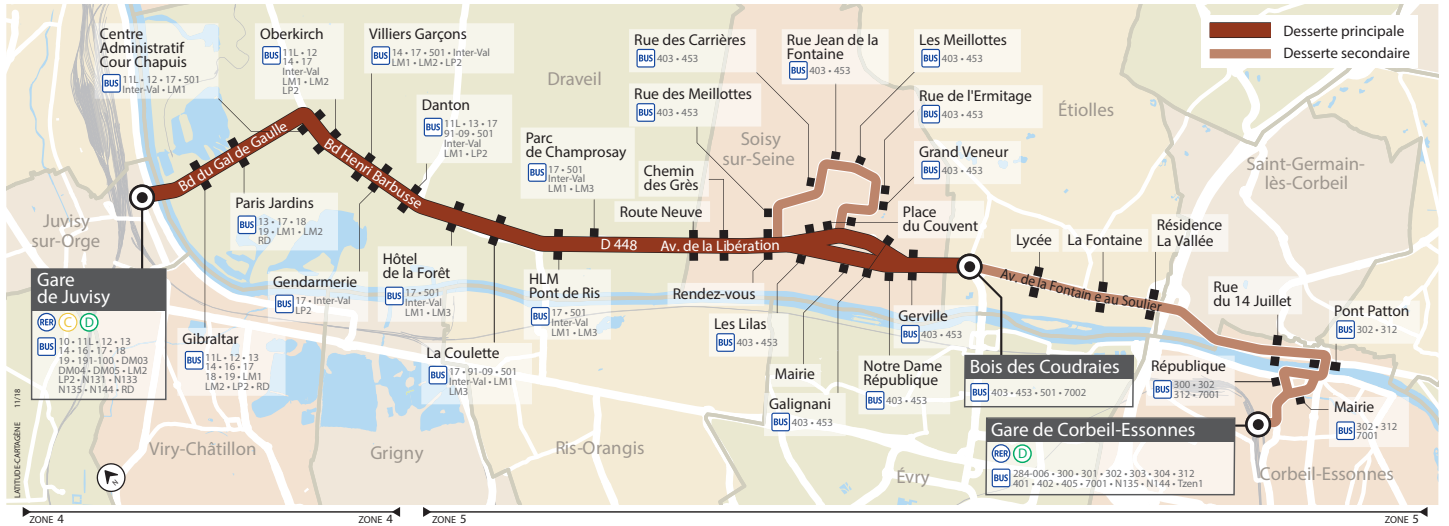 Centre
Administratif
Cour Chapuis
BUS 11L • 12 • 17 • 501
Inter-Val • LM1
Oberkirch
BUS 11L • 12
14 • 17
Inter-Val
LM1 • LM2
LP2
Villiers Garçons
BUS 14 • 17 • 501 • Inter-Val
LM1 • LM2 • LP2
Danton
BUS 11L • 13 • 17
91-09 • 501
Inter-Val
LM1 • LP2
Draveil
Parc
de Champrosay
BUS 17 • 501
Inter-Val
LM1 • LM3
Rue des Carrières
BUS 403 • 453
Rue des Meillottes
BUS 403 • 453
Rue Jean de la
Fontaine
BUS 403 • 453
Les Meillottes
BUS 403 • 453
Rue de l'Ermitage
BUS 403 • 453
Grand Veneur
BUS 403 • 453
Desserte principale
Desserte secondaire
Étiolles
Soisy
sur-Seine
Saint-Germain-
lès-Corbeil
Chemin
des Grès
Route Neuve
Place
du Couvent
Bd du Gal de Gaulle
Bd Henri Barbusse
D 448
Av. de la Libération
Av. de la Fontaine au Soulier
Juvisy
sur-Orge
Paris Jardins
BUS 13 • 17 • 18
19 • LM1 • LM2
RD
Gendarmerie
BUS 17 • Inter-Val
LP2
Hôtel
de la Forêt
BUS 17 • 501
Inter-Val
LM1 • LM3
Gare
de Juvisy
RER C D
BUS 10 • 11L • 12 • 13
14 • 16 • 17 • 18
19 • 191-100 • DM03
DM04 • DM05 • LM2
LP2 • N131 • N133
N135 • N144 • RD
Gibraltar
BUS 11L • 12 • 13
14 • 16 • 17
18 • 19 • LM1
LM2 • LP2 • RD
La Coulette
BUS 17 • 91-09 • 501
Inter-Val • LM1
LM3
HLM
Pont de Ris
BUS 17 • 501
Inter-Val
LM1 • LM3
Rendez-vous
Les Lilas
BUS 403 • 453
Mairie
Galignani
BUS 403 • 453
Notre Dame
République
BUS 403 • 453
Gerville
BUS 403 • 453
Bois des Coudraies
BUS 403 • 453 • 501 • 7002
Lycée
La Fontaine
Résidence
La Vallée
Rue
du 14 Juillet
Pont Patton
BUS 302 • 312
République
BUS 300 • 302
312 • 7001
Mairie
BUS 302 • 312
7001
Gare de Corbeil-Essonnes
RER D
BUS 284-006 • 300 • 301 • 302 • 303 • 304 • 312
401 • 402 • 405 • 7001 • N135 • N144 • Tzen1
Viry-Châtillon
Grigny
Ris-Orangis
Évry
Corbeil-Essonnes
LATITUDE-CARTAGÈNE 11/18
N
ZONE 4
ZONE 4
ZONE 5
ZONE 5